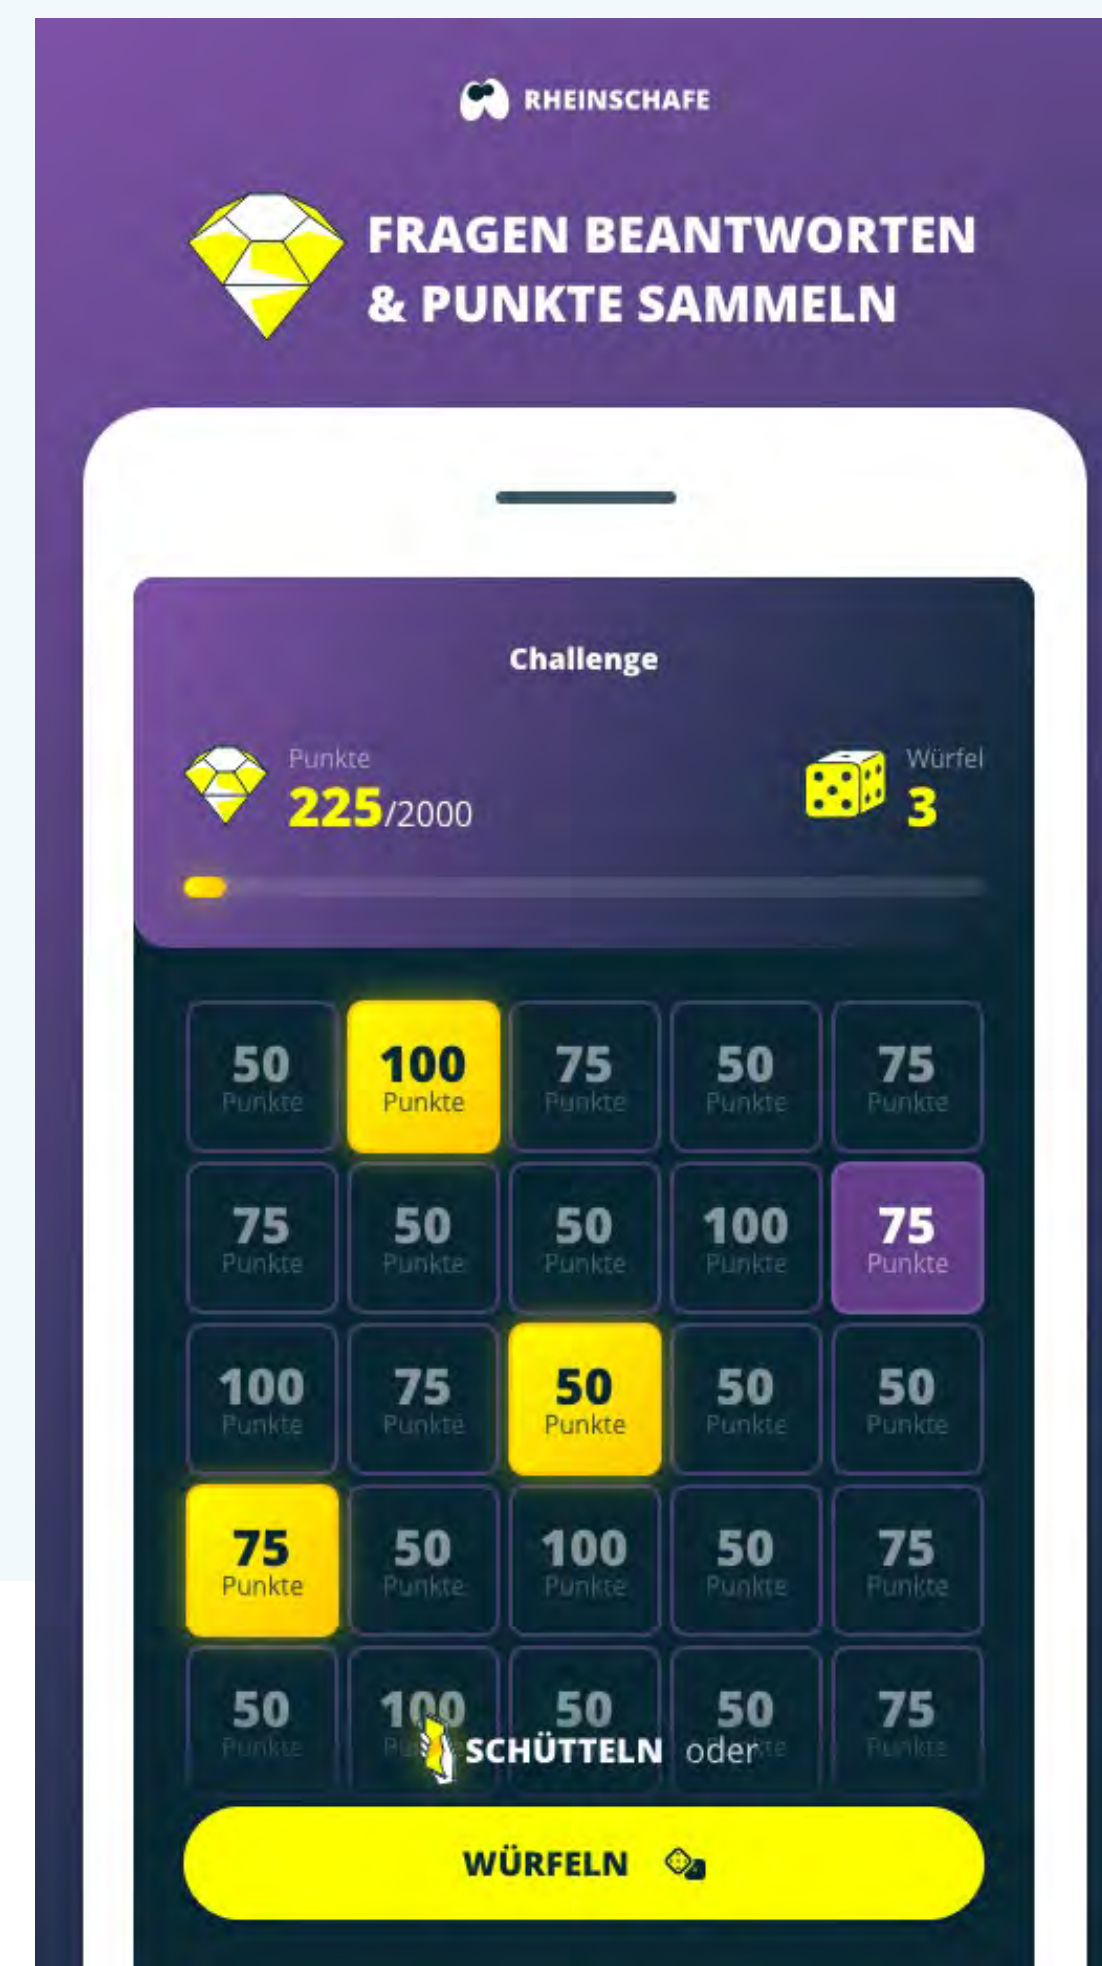 RHEINSCHAFE
FRAGEN BEANTWORTEN
& PUNKTE SAMMELN
Challenge
Punkte
225/2000
Würfel
3
50 100 75 50 75
Punkte Punkte Punkte Punkte Punkte
75 50 50 100 75
Punkte Punkte Punkte Punkte Punkte
100 75 50 50 50
Punkte Punkte Punkte Punkte Punkte
75 50 100 50 75
Punkte Punkte Punkte Punkte Punkte
50 100 50 50 75
Punkte Punkte
SCHÜTTELN oder
WÜRFELN